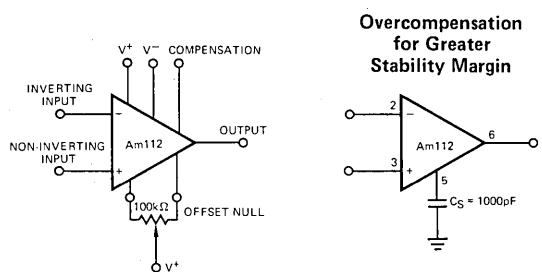 Overcompensation
for Greater
Stability Margin
V+ V− COMPENSATION
INVERTING
INPUT
−
Am112
OUTPUT
NON-INVERTING
INPUT
+
100kΩ
OFFSET NULL
V+
2
−
Am112
6
3
+
5
CS = 1000pF